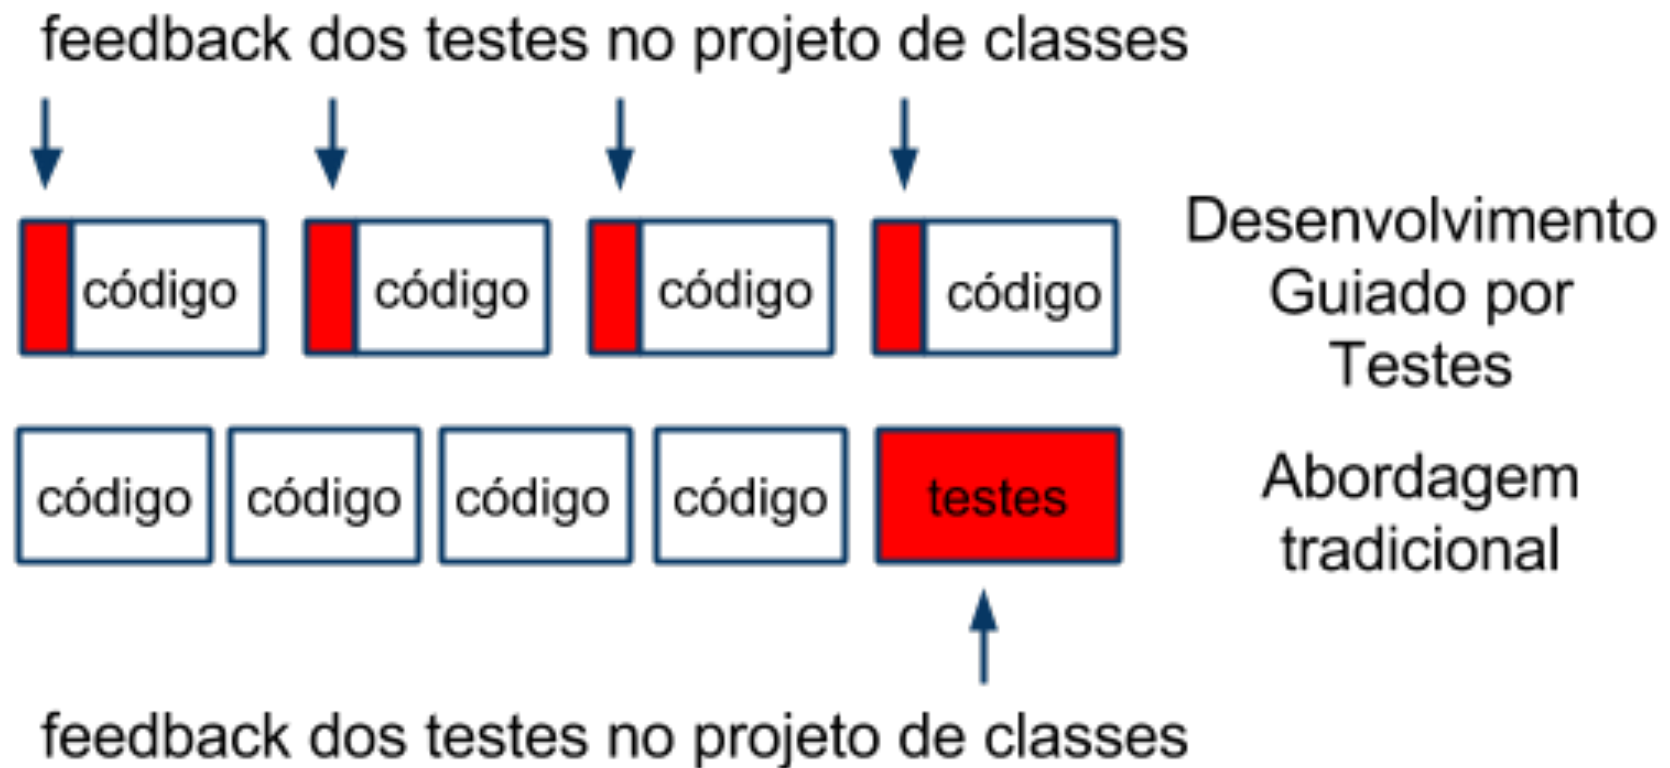 feedback dos testes no projeto de classes
código
código
código
código
Desenvolvimento
Guiado por
Testes
código
código
código
código
testes
Abordagem
tradicional
feedback dos testes no projeto de classes